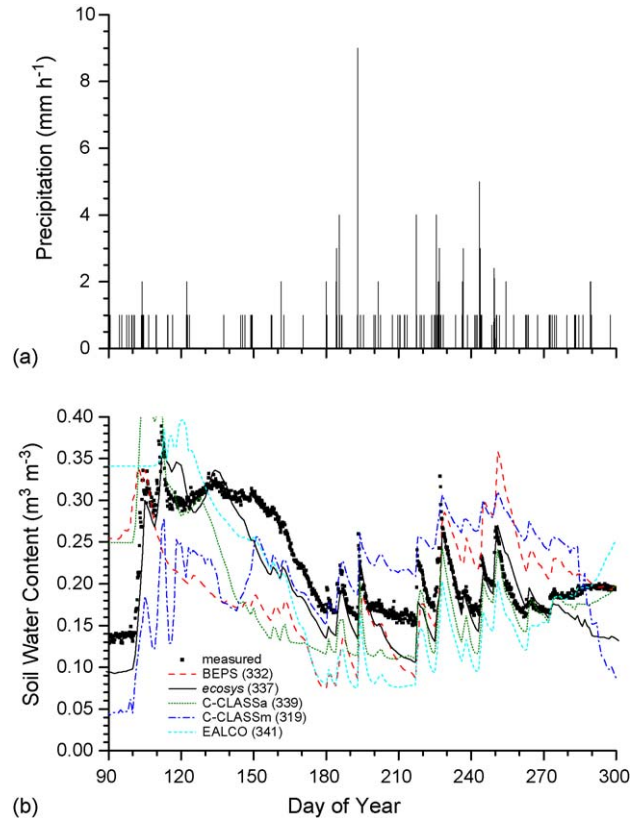 10
8
6
4
2
0
Precipitation (mm h-1)
(a)
0.40
0.35
0.30
0.25
0.20
0.15
0.10
0.05
0.00
Soil Water Content (m3 m-3)
measured
BEPS (332)
ecosys (337)
C-CLASSa (339)
C-CLASSm (319)
EALCO (341)
90 120 150 180 210 240 270 300
(b)
Day of Year